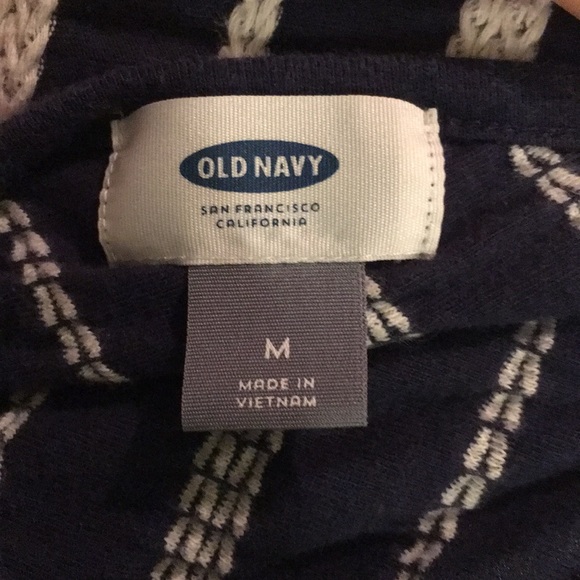 OLD NAVY
SAN FRANCISCO
CALIFORNIA
M
MADE IN
VIETNAM